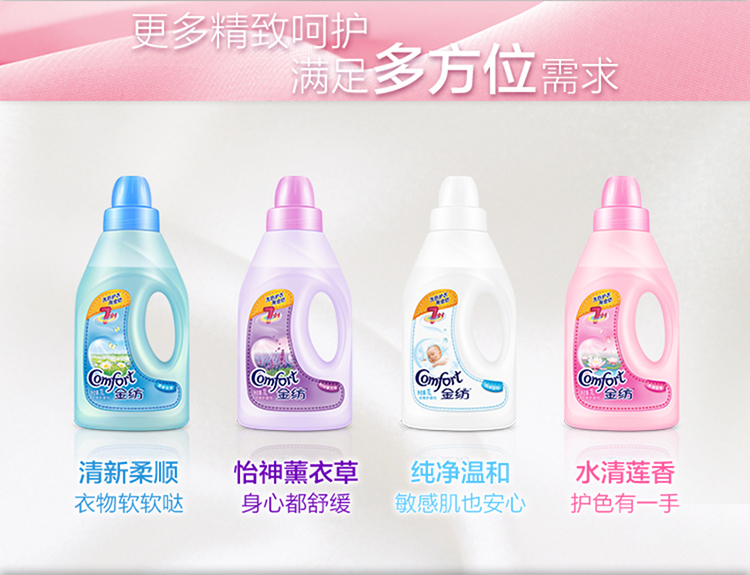 更多精致呵护
满足多方位需求
Comfort
金纺
Comfort
金纺
Comfort
金纺
Comfort
金纺
清新柔顺
衣物软软哒
怡神薰衣草
身心都舒缓
纯净温和
敏感肌也安心
水清莲香
护色有一手